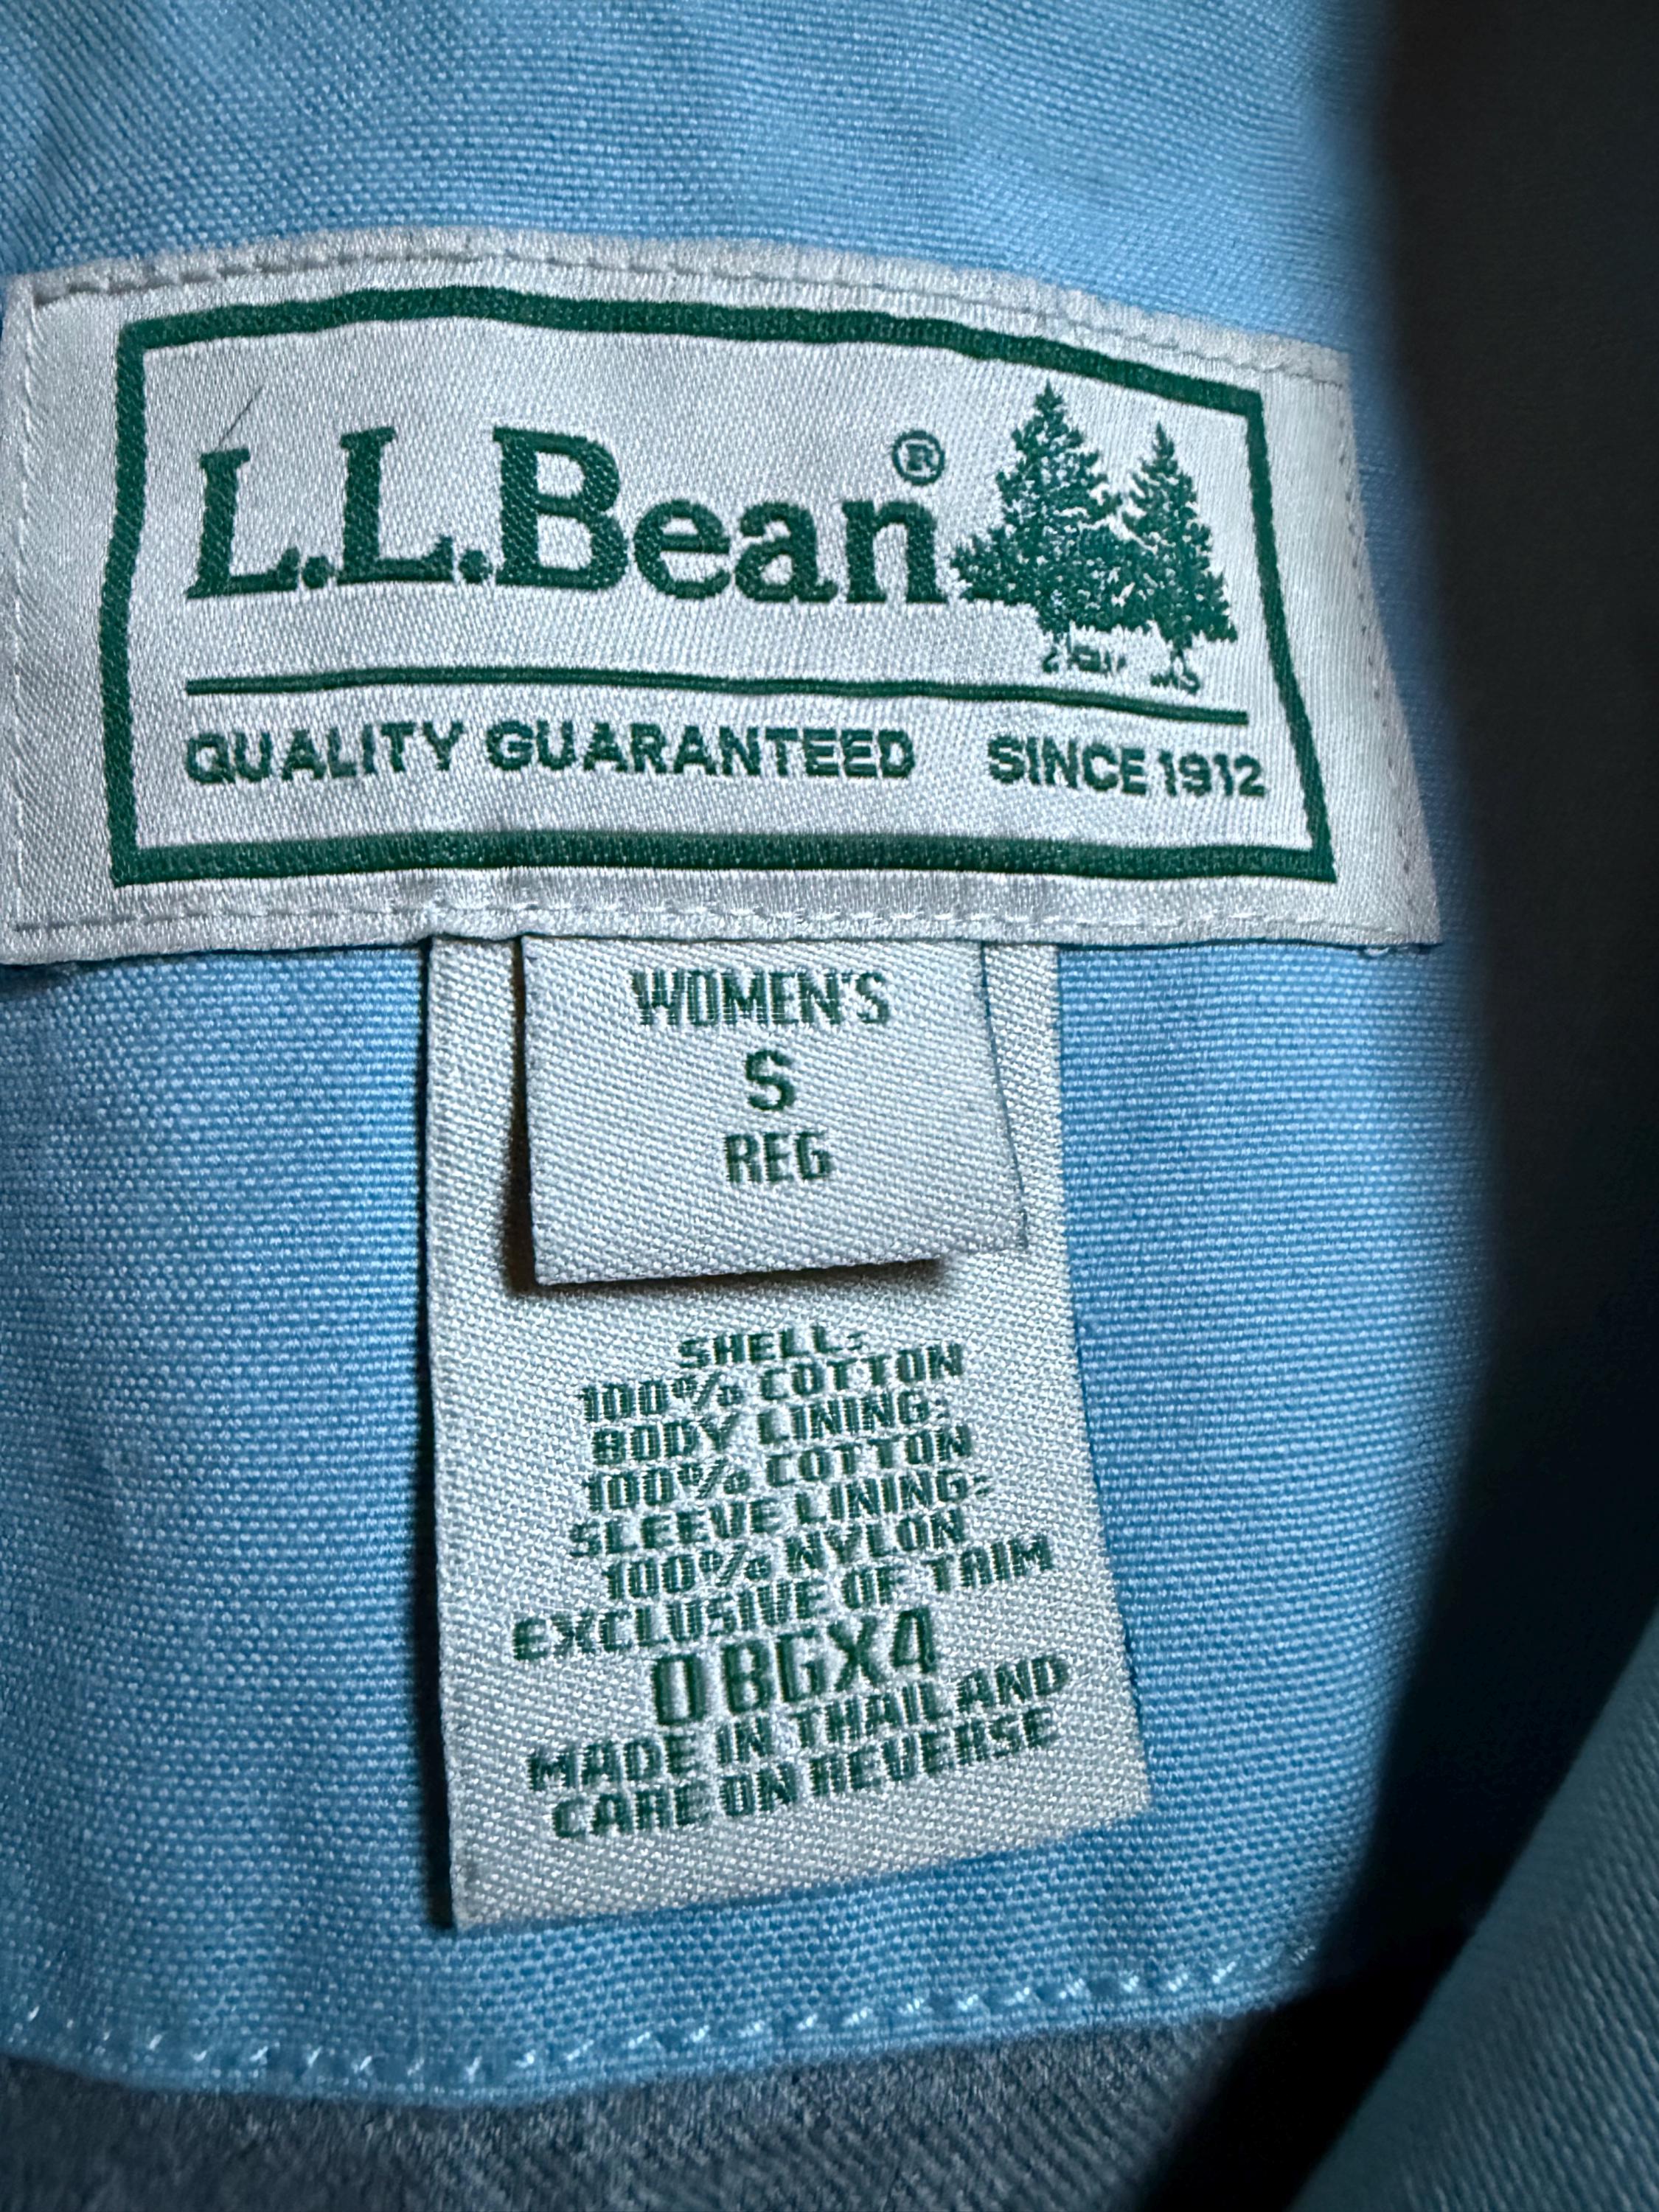 L.L.Bean®
QUALITY GUARANTEED SINCE 1912
WOMEN'S
S
REG
SHELL:
100% COTTON
BODY LINING:
100% COTTON
SLEEVE LINING:
100% NYLON
EXCLUSIVE OF TRIM
0BGX4
MADE IN THAILAND
CARE ON REVERSE